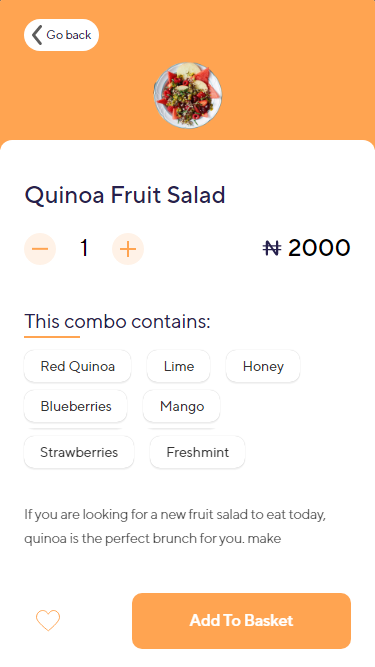 Go back
Quinoa Fruit Salad
1
₦ 2000
This combo contains:
Red Quinoa Lime Honey
Blueberries Mango
Strawberries Freshmint
If you are looking for a new fruit salad to eat today,
quinoa is the perfect brunch for you. make
Add To Basket